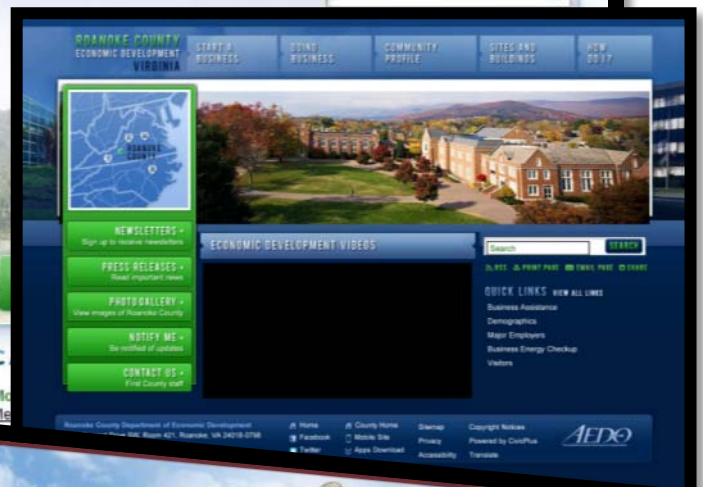 ROANOKE COUNTY
ECONOMIC DEVELOPMENT
VIRGINIA
START A
BUSINESS
DOING
BUSINESS
COMMUNITY
PROFILE
SITES AND
BUILDINGS
HOW
DO I?
ROANOKE
COUNTY
NEWSLETTERS
Sign up to receive newsletters
PRESS RELEASES
Read important news
PHOTO GALLERY
View images of Roanoke County
NOTIFY ME
Be notified of updates
CONTACT US
Find County staff
ECONOMIC DEVELOPMENT VIDEOS
Search
SEARCH
RSS PRINT PAGE EMAIL PAGE SHARE
QUICK LINKS VIEW ALL LINKS
Business Assistance
Demographics
Major Employers
Business Energy Checkup
Visitors
Roanoke County Department of Economic Development
Drive SW, Room 421, Roanoke, VA 24018-0798
Home
Facebook
Twitter
County Home
Mobile Site
Apps Download
Sitemap
Privacy
Accessibility
Copyright Notices
Powered by CivicPlus
Translate
AEDO